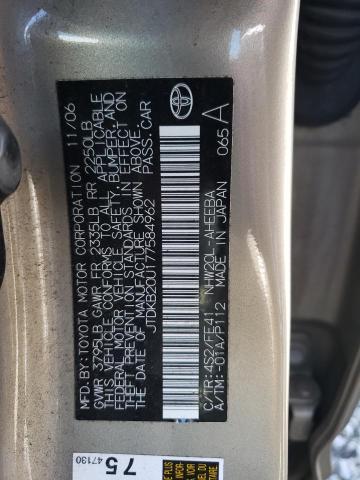 MFD.BY:TOYOTA MOTOR CORPORATION 11/06
GVWR 3795LB GAWR FR 2335LB RR 2250LB
THIS VEHICLE CONFORMS TO ALL APPLICABLE
FEDERAL MOTOR VEHICLE SAFETY, BUMPER, AND
THEFT PREVENTION STANDARDS IN EFFECT ON
THE DATE OF MANUFACTURE SHOWN ABOVE.
JTDKB20U177584962 PASS.CAR
C/TR:4S2/FE41 NHW20L-AHEEBA 065 A
A/TM:-01A/P112 MADE IN JAPAN
75
47130